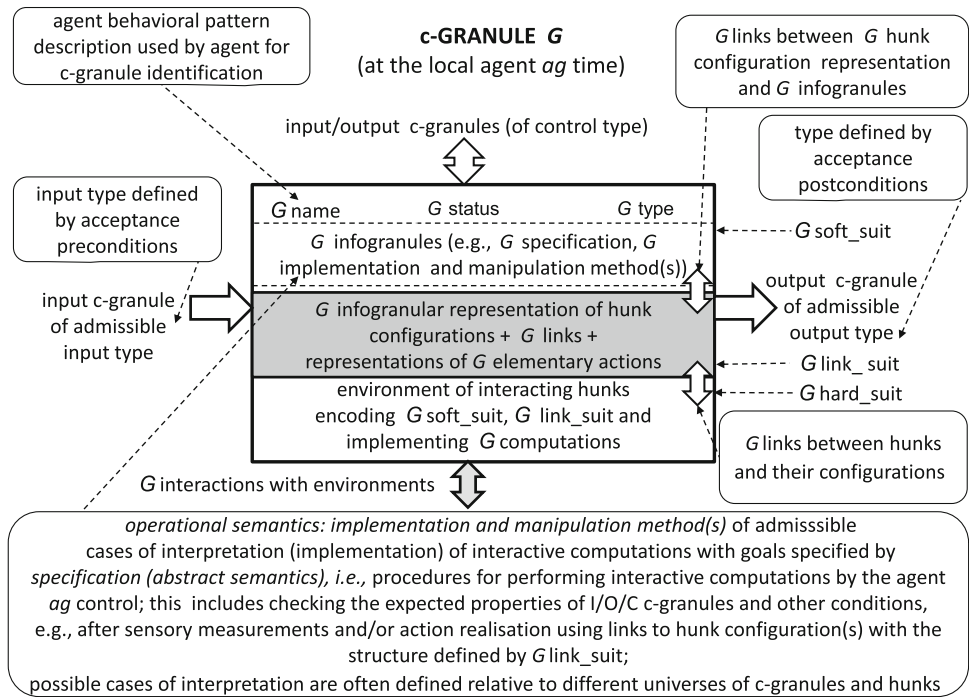 agent behavioral pattern
description used by agent for
c-granule identification
c-GRANULE G
(at the local agent ag time)
G links between G hunk
configuration representation
and G infogranules
input/output c-granules (of control type)
type defined by
acceptance
postconditions
input type defined
by acceptance
preconditions
G name G status G type
G soft_suit
G infogranules (e.g., G specification, G
implementation and manipulation method(s))
input c-granule
of admissible
input type
output c-granule
of admissible
output type
G infogranular representation of hunk
configurations + G links +
representations of G elementary actions
G link_ suit
G hard_suit
environment of interacting hunks
encoding G soft_suit, G link_suit and
implementing G computations
G links between hunks
and their configurations
G interactions with environments
operational semantics: implementation and manipulation method(s) of admisssible
cases of interpretation (implementation) of interactive computations with goals specified by
specification (abstract semantics), i.e., procedures for performing interactive computations by the agent
ag control; this includes checking the expected properties of I/O/C c-granules and other conditions,
e.g., after sensory measurements and/or action realisation using links to hunk configuration(s) with the
structure defined by G link_suit;
possible cases of interpretation are often defined relative to different universes of c-granules and hunks